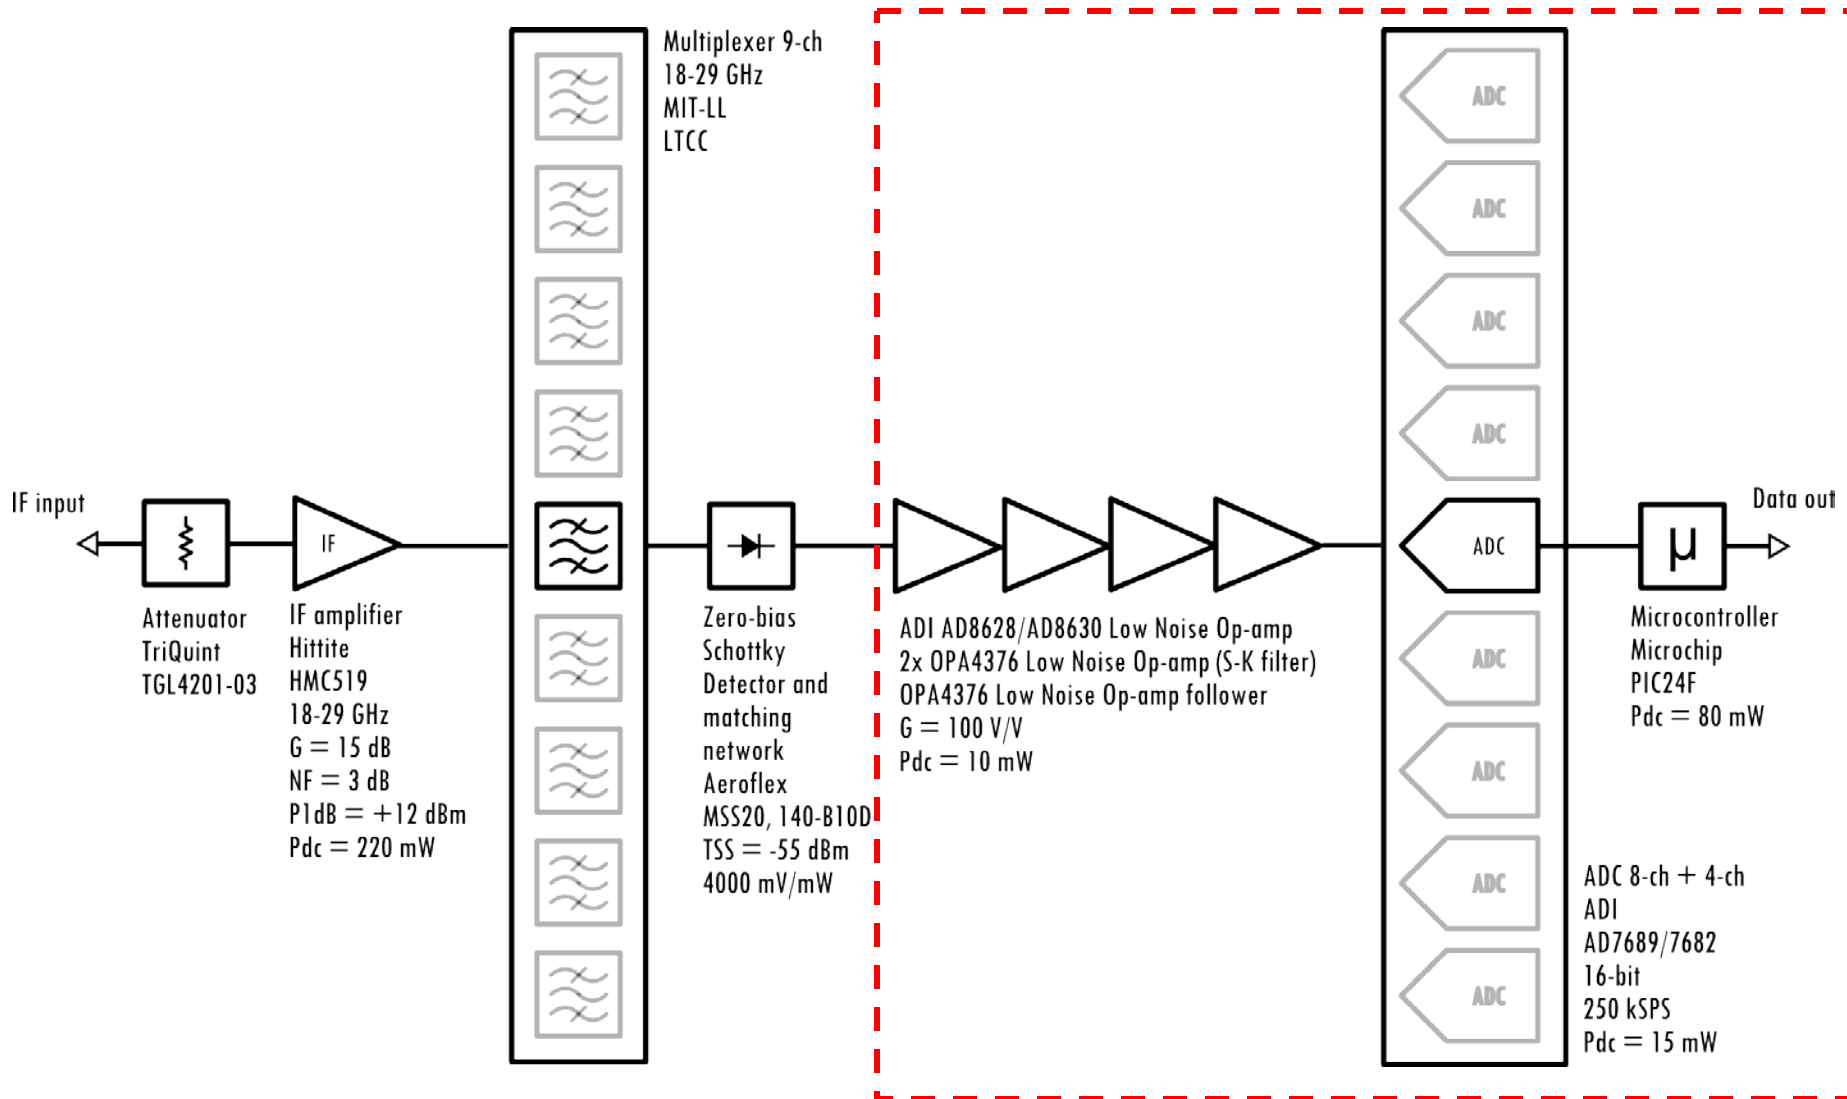 Multiplexer 9-ch
18-29 GHz
MIT-LL
LTCC
ADC
ADC
ADC
ADC
IF input
IF
ADC
μ
Data out
Attenuator
TriQuint
TGL4201-03
IF amplifier
Hittite
HMC519
18-29 GHz
G = 15 dB
NF = 3 dB
P1dB = +12 dBm
Pdc = 220 mW
Zero-bias
Schottky
Detector and
matching
network
Aeroflex
MSS20, 140-B10D
TSS = -55 dBm
4000 mV/mW
ADI AD8628/AD8630 Low Noise Op-amp
2x OPA4376 Low Noise Op-amp (S-K filter)
OPA4376 Low Noise Op-amp follower
G = 100 V/V
Pdc = 10 mW
Microcontroller
Microchip
PIC24F
Pdc = 80 mW
ADC
ADC
ADC
ADC
ADC 8-ch + 4-ch
ADI
AD7689/7682
16-bit
250 kSPS
Pdc = 15 mW